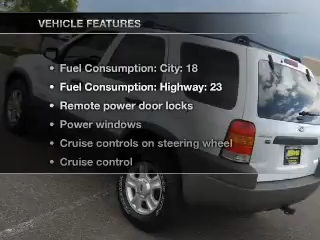 VEHICLE FEATURES
Fuel Consumption: City: 18
Fuel Consumption: Highway: 23
Remote power door locks
Power windows
Cruise controls on steering wheel
Cruise control